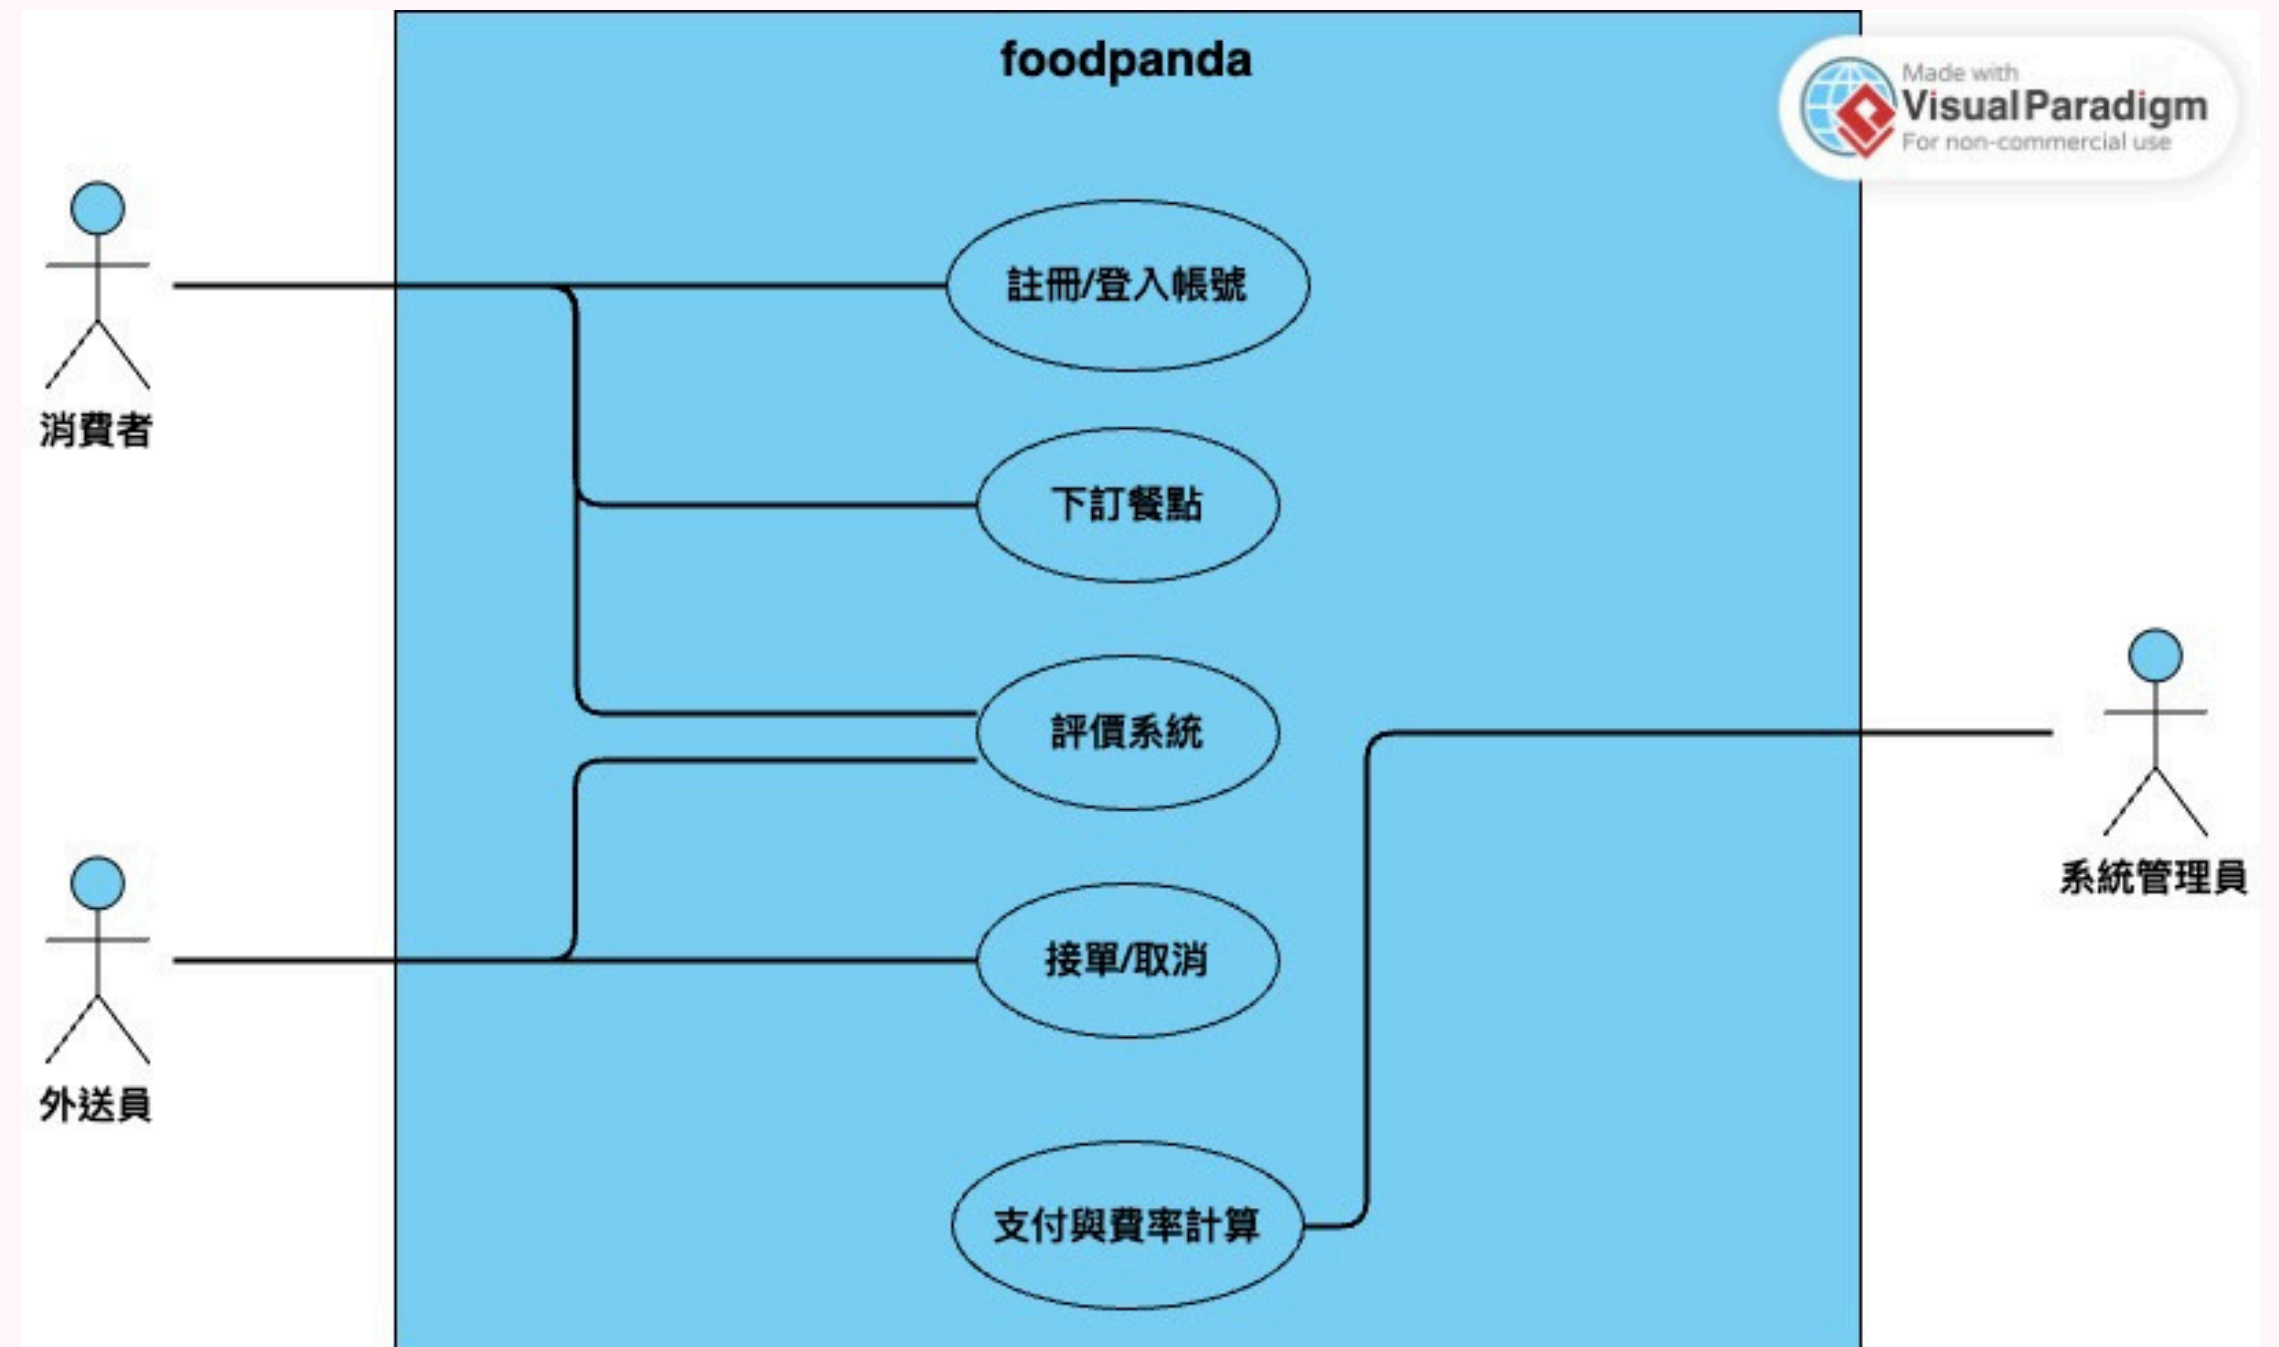 foodpanda
Made with
Visual Paradigm
For non-commercial use
註冊/登入帳號
消費者
下訂餐點
評價系統
系統管理員
接單/取消
外送員
支付與費率計算